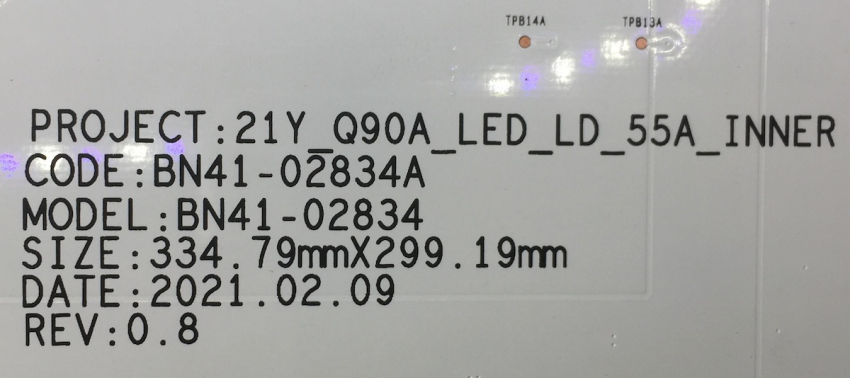 TPB14A TPB13A
PROJECT:21Y_Q90A_LED_LD_55A_INNER
CODE:BN41-02834A
MODEL:BN41-02834
SIZE:334.79mmX299.19mm
DATE:2021.02.09
REV:0.8